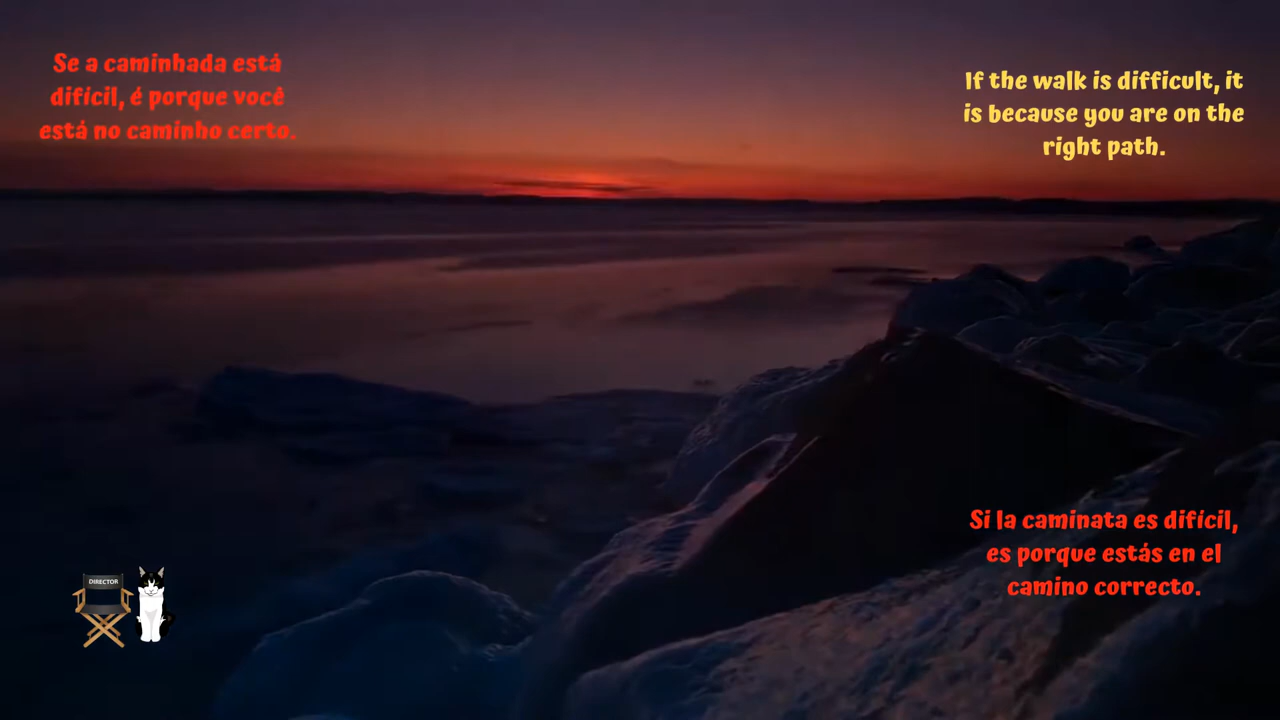 Se a caminhada está
difícil, é porque você
está no caminho certo.
If the walk is difficult, it
is because you are on the
right path.
Si la caminata es difícil,
es porque estás en el
camino correcto.
DIRECTOR